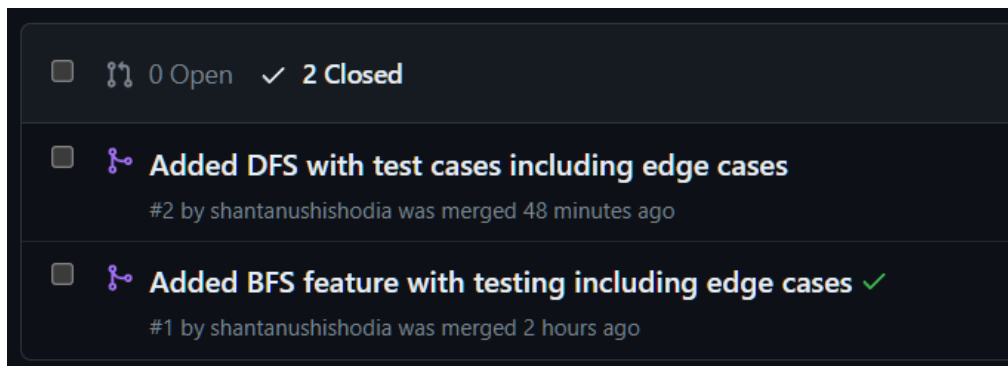 0 Open 2 Closed
Added DFS with test cases including edge cases
#2 by shantanushishodia was merged 48 minutes ago
Added BFS feature with testing including edge cases
#1 by shantanushishodia was merged 2 hours ago